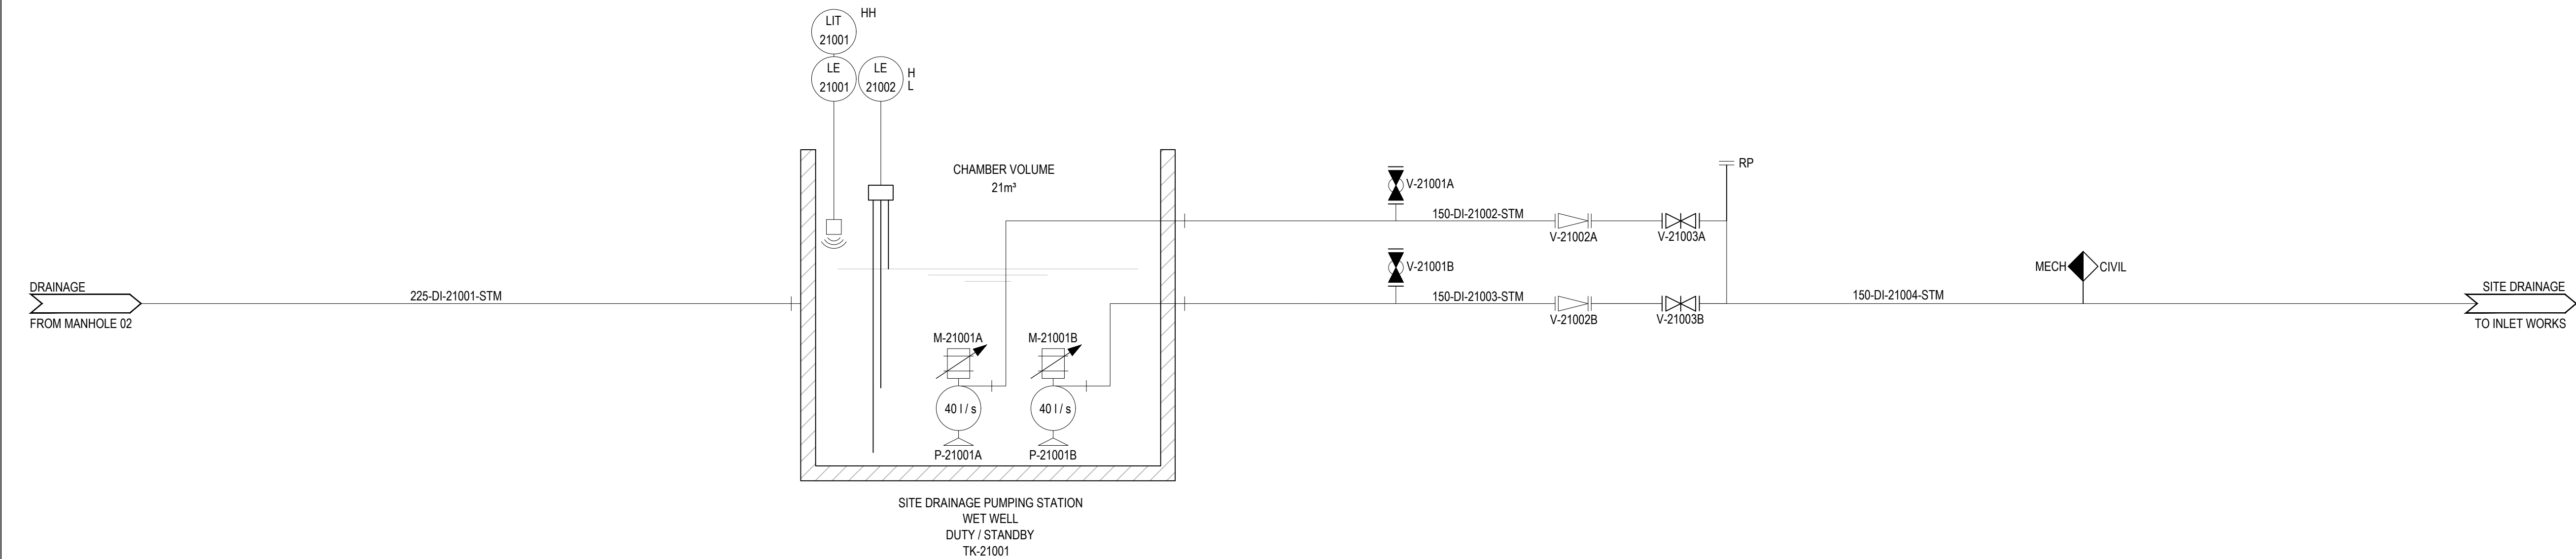 LIT
21001
HH
LE
21001
LE
21002
H
L
CHAMBER VOLUME
21m³
V-21001A
RP
150-DI-21002-STM
V-21002A
V-21003A
V-21001B
MECH
CIVIL
DRAINAGE
FROM MANHOLE 02
225-DI-21001-STM
150-DI-21003-STM
V-21002B
V-21003B
150-DI-21004-STM
SITE DRAINAGE
TO INLET WORKS
M-21001A
M-21001B
40 l / s
40 l / s
P-21001A
P-21001B
SITE DRAINAGE PUMPING STATION
WET WELL
DUTY / STANDBY
TK-21001